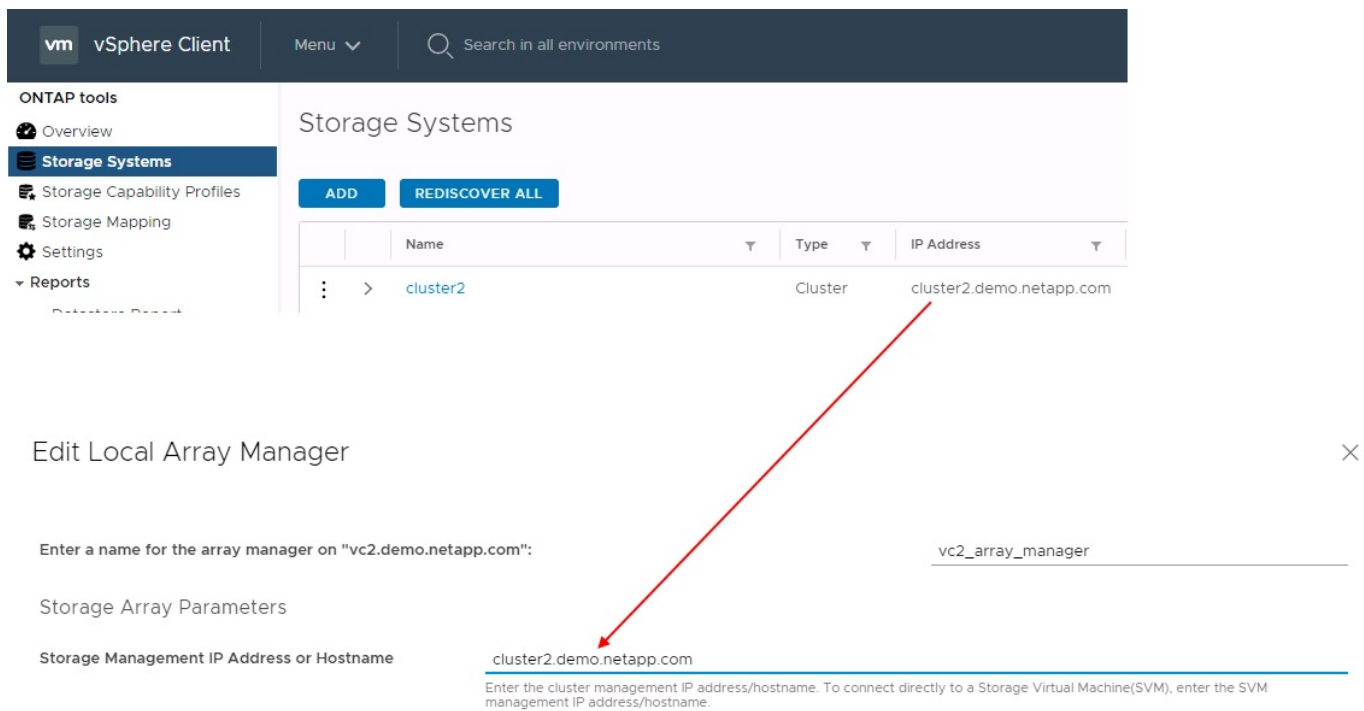 vm vSphere Client Menu Search in all environments
ONTAP tools
Overview
Storage Systems
Storage Capability Profiles
Storage Mapping
Settings
Reports
Datastore Report
Storage Systems
ADD REDISCOVER ALL
Name Type IP Address
cluster2 Cluster cluster2.demo.netapp.com
Edit Local Array Manager
Enter a name for the array manager on "vc2.demo.netapp.com": vc2_array_manager
Storage Array Parameters
Storage Management IP Address or Hostname cluster2.demo.netapp.com
Enter the cluster management IP address/hostname. To connect directly to a Storage Virtual Machine(SVM), enter the SVM
management IP address/hostname.